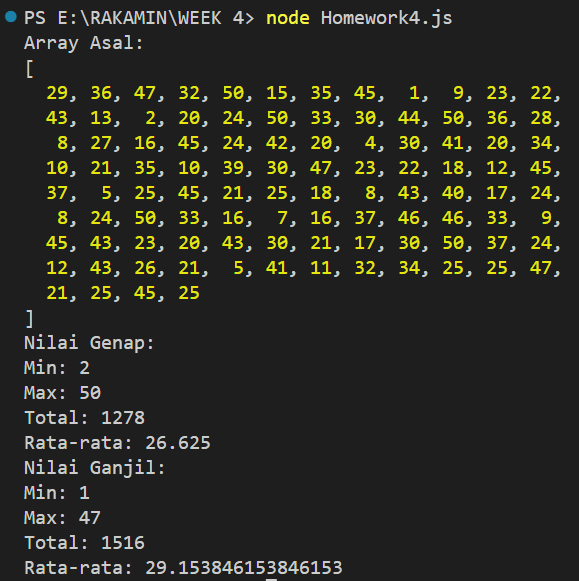 PS E:\RAKAMIN\WEEK 4> node Homework4.js
Array Asal:
[
  29, 36, 47, 32, 50, 15, 35, 45,  1,  9, 23, 22,
  43, 13,  2, 20, 24, 50, 33, 30, 44, 50, 36, 28,
   8, 27, 16, 45, 24, 42, 20,  4, 30, 41, 20, 34,
  10, 21, 35, 10, 39, 30, 47, 23, 22, 18, 12, 45,
  37,  5, 25, 45, 21, 25, 18,  8, 43, 40, 17, 24,
   8, 24, 50, 33, 16,  7, 16, 37, 46, 46, 33,  9,
  45, 43, 23, 20, 43, 30, 21, 17, 30, 50, 37, 24,
  12, 43, 26, 21,  5, 41, 11, 32, 34, 25, 25, 47,
  21, 25, 45, 25
]
Nilai Genap:
Min: 2
Max: 50
Total: 1278
Rata-rata: 26.625
Nilai Ganjil:
Min: 1
Max: 47
Total: 1516
Rata-rata: 29.153846153846153